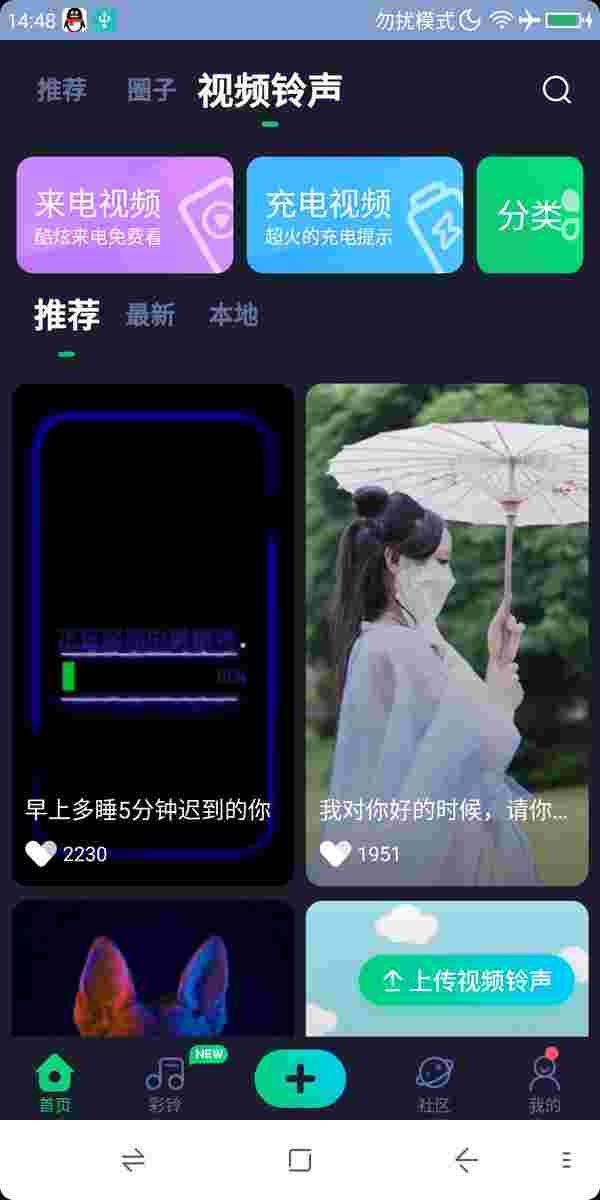 14:48
勿扰模式
推荐 圈子 视频铃声
来电视频
酷炫来电免费看
充电视频
超火的充电提示
分类
推荐 最新 本地
早上多睡5分钟迟到的你
2230
我对你好的时候，请你...
1951
上传视频铃声
NEW
首页 彩铃 社区 我的